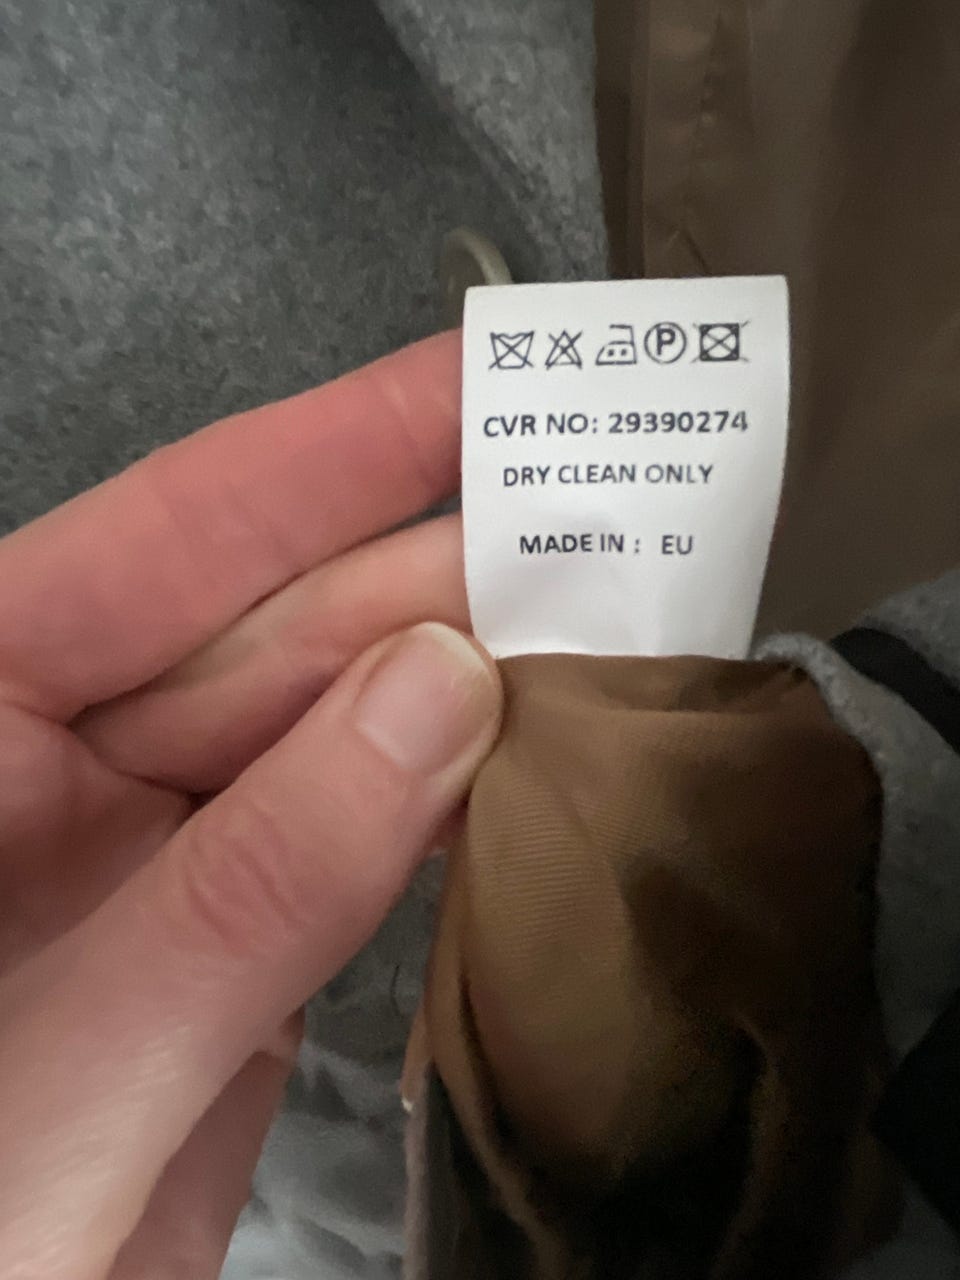 P
CVR NO: 29390274
DRY CLEAN ONLY
MADE IN : EU